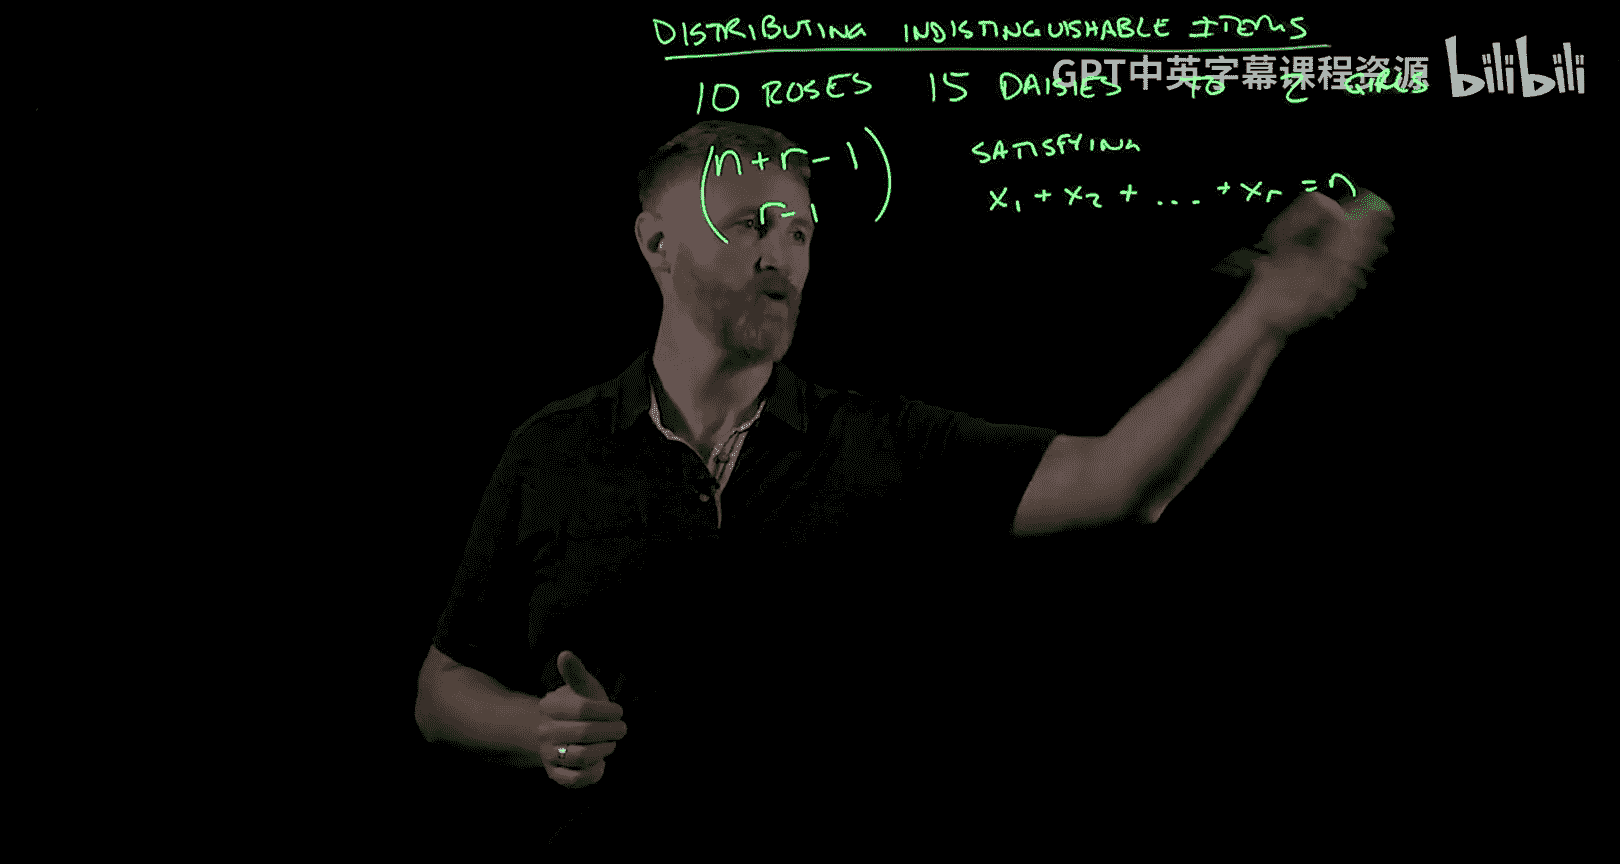 DISTRIBUTING INDISTINGUISHABLE ITEMS
GPT中英字幕课程资源 bilibili
10 ROSES 15 DAISIES TO 2 GIRLS
(n+r-1
r-1)
SATISFYING
x₁ + x₂ + ... + xᵣ = n